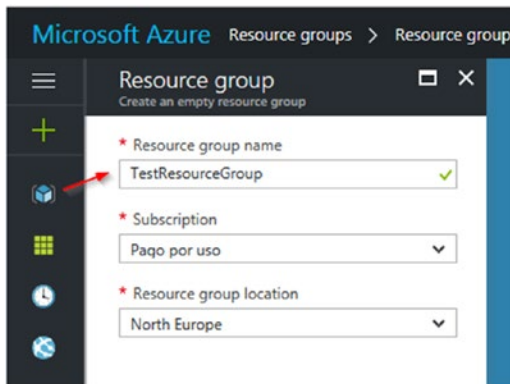 Microsoft Azure Resource groups > Resource group
Resource group
Create an empty resource group
* Resource group name
TestResourceGroup
* Subscription
Pago por uso
* Resource group location
North Europe